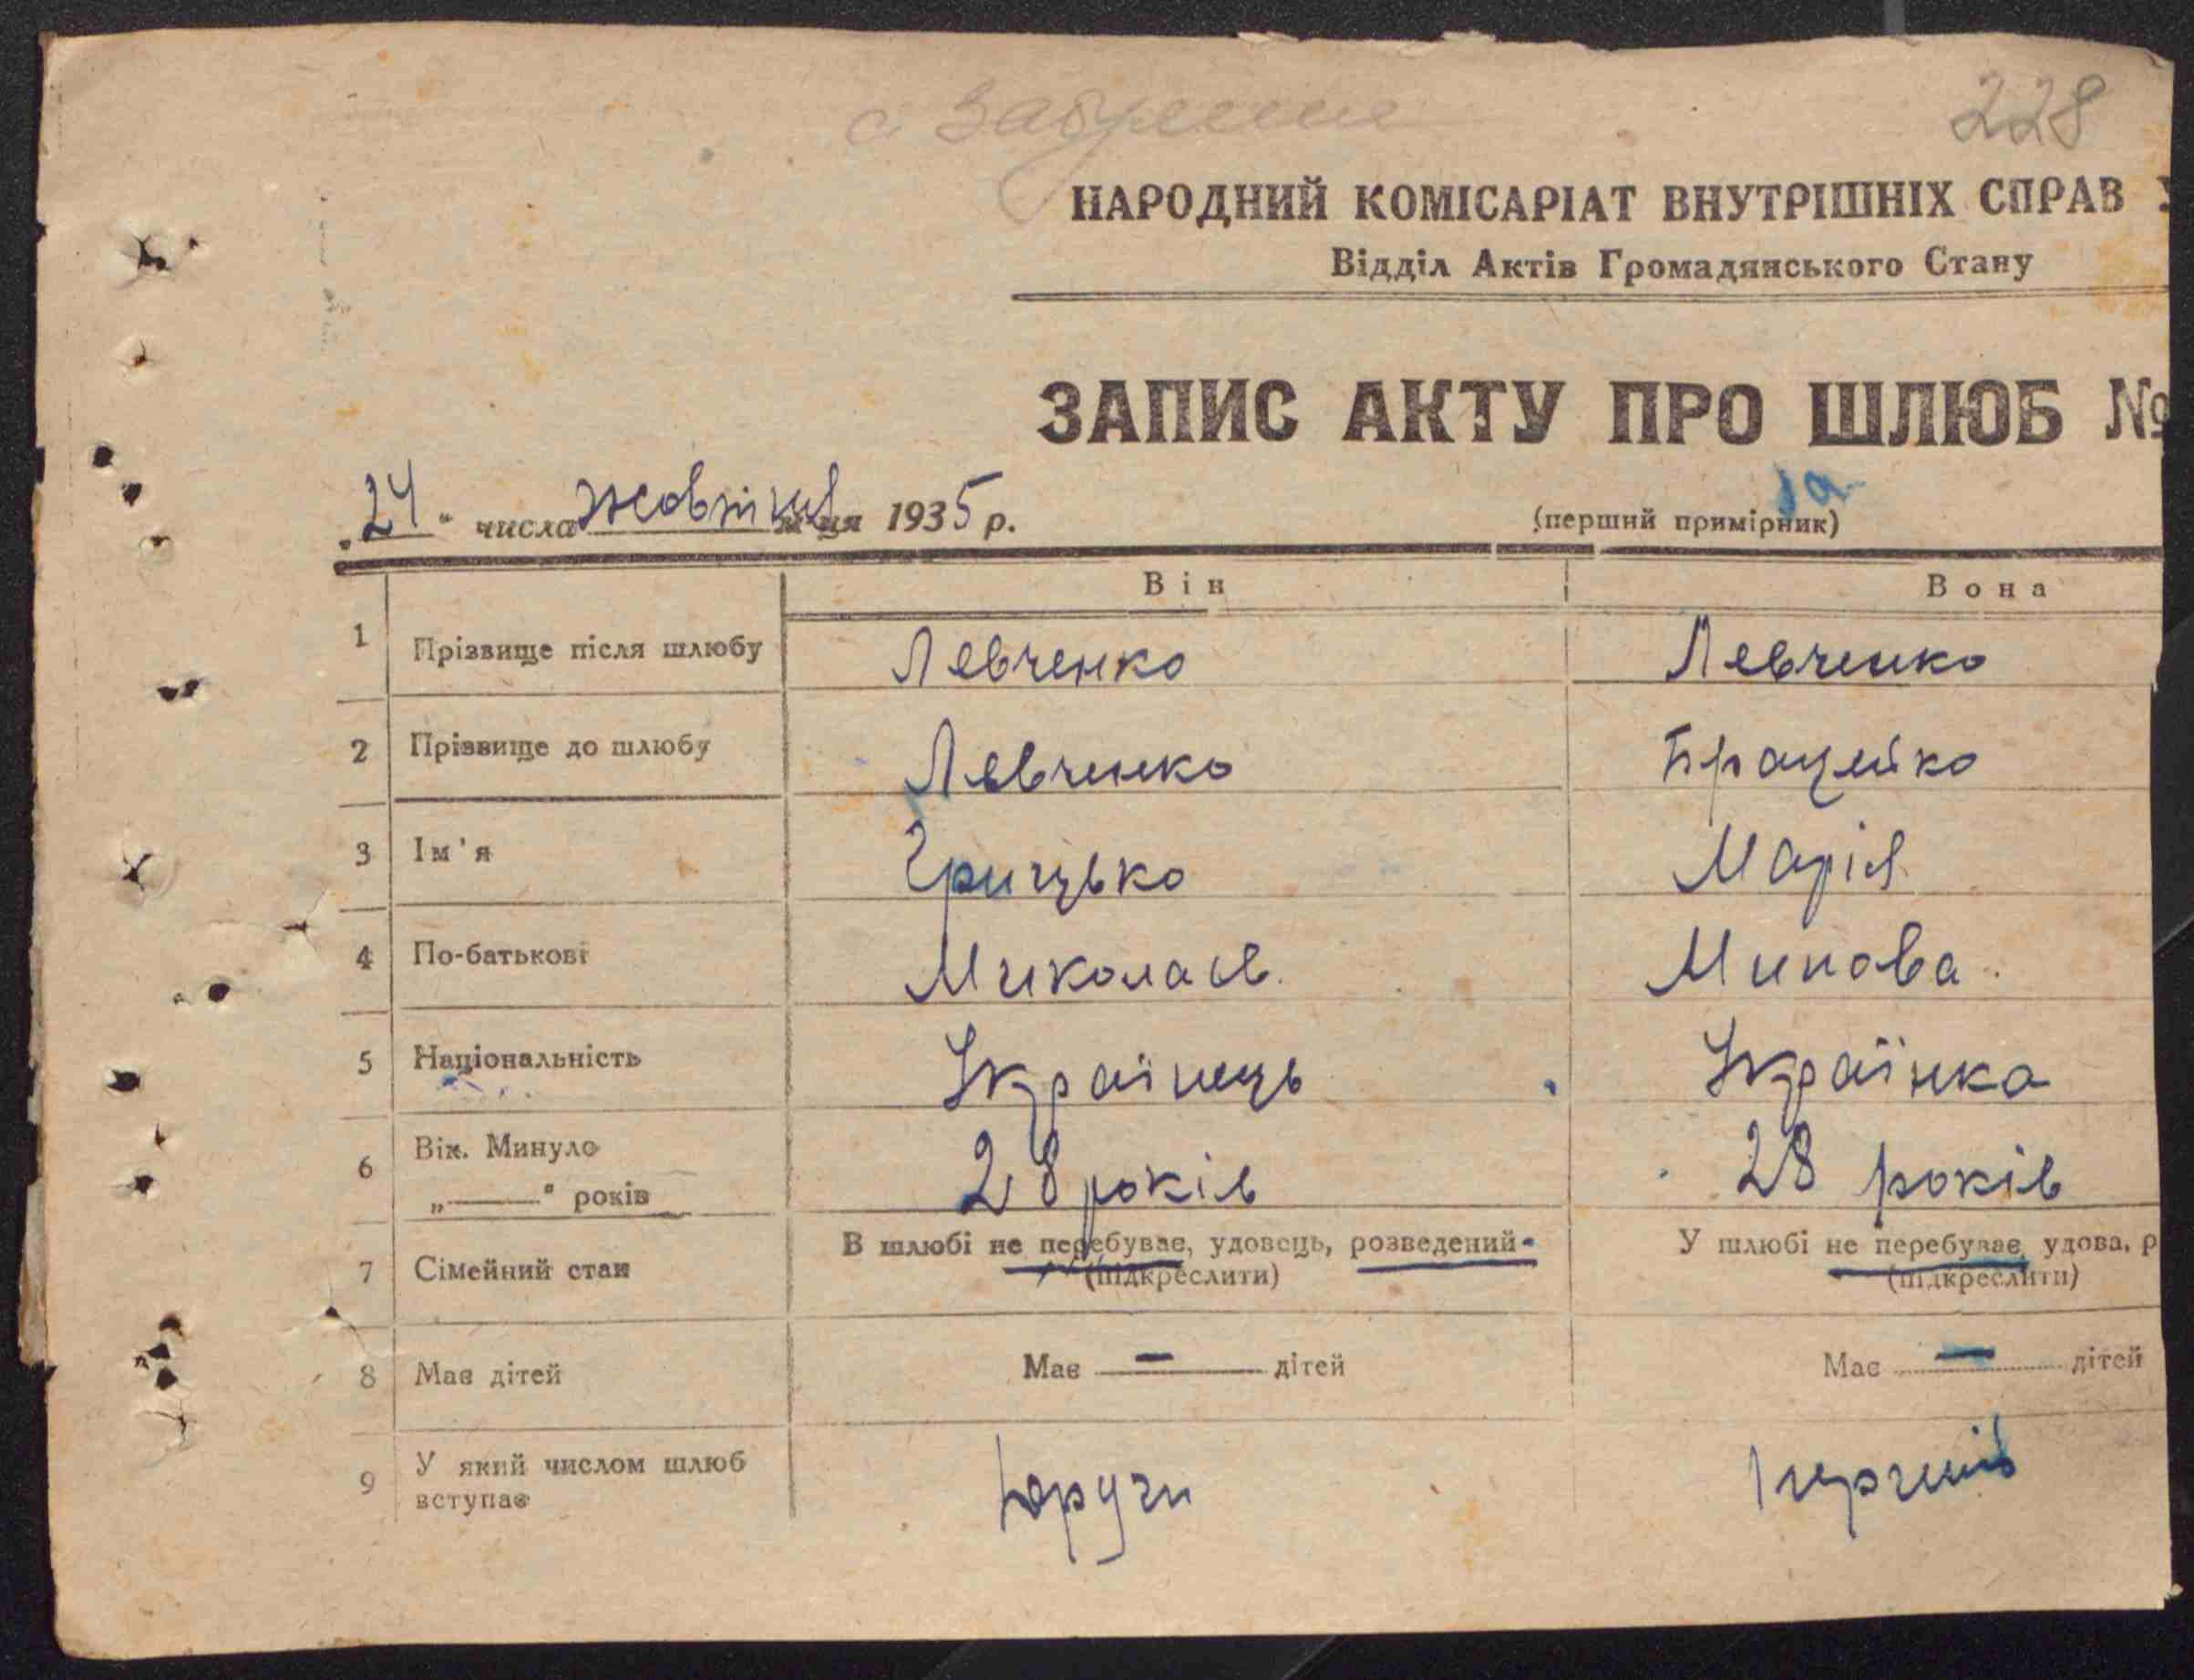 228
НАРОДНИЙ КОМІСАРІАТ ВНУТРІШНІХ СПРАВ
Відділ Актів Громадянського Стану
ЗАПИС АКТУ ПРО ШЛЮБ №
„24“ числа жовтня м-ця 1935 р.
(перший примірник)
Він Вона
1 Прізвище після шлюбу Левченко Левченко
2 Прізвище до шлюбу Левченко Брацейко
3 Ім'я Грицько Марія
4 По-батькові Микола
5 Національність Українець Українка
6 Вік. Минуло 28 років 28 років
„——“ років
7 Сімейний стан В шлюбі не перебуває, удовець, розведений У шлюбі не перебуває, удова, р
(підкреслити) (підкреслити)
8 Має дітей Має — дітей Має — дітей
9 У який числом шлюб
вступає